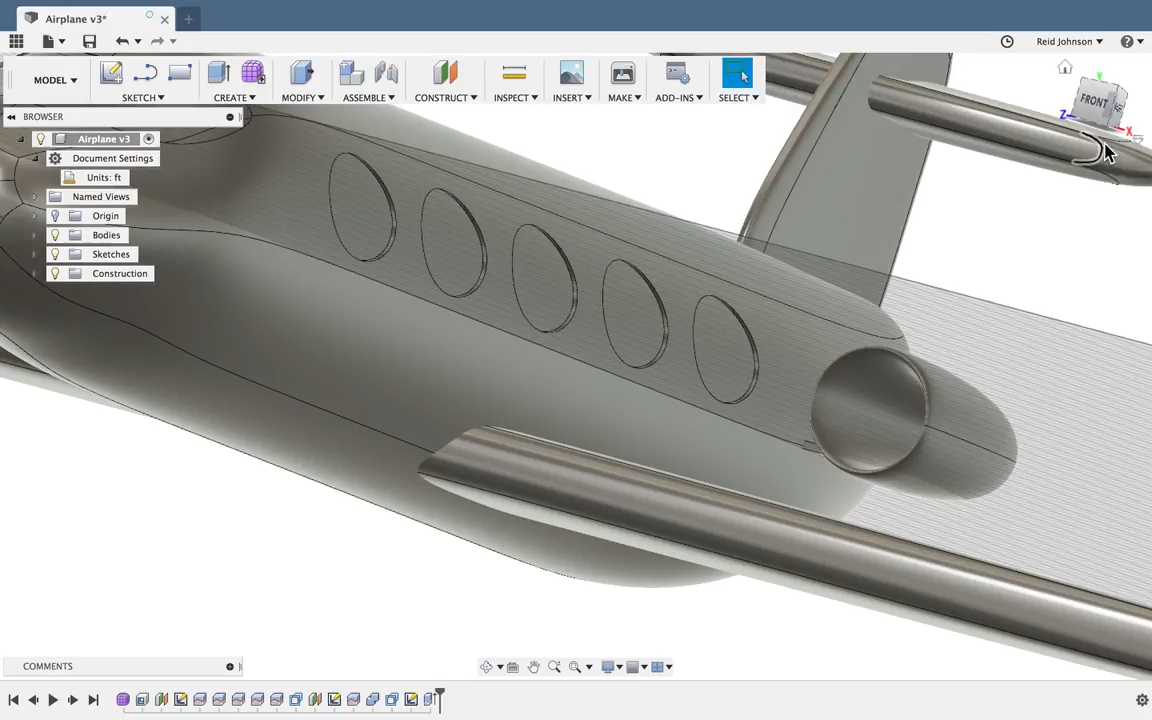 Airplane v3*
Reid Johnson
MODEL
SKETCH
CREATE
MODIFY
ASSEMBLE
CONSTRUCT
INSPECT
INSERT
MAKE
ADD-INS
SELECT
BROWSER
Airplane v3
Document Settings
Units: ft
Named Views
Origin
Bodies
Sketches
Construction
Y
FRONT
Z
X
COMMENTS